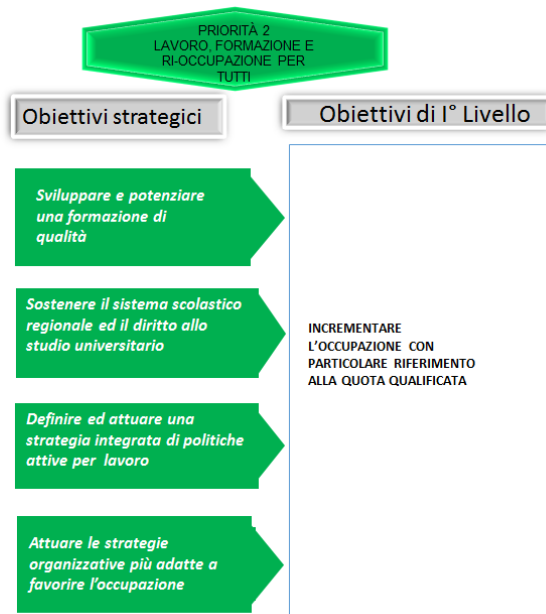 PRIORITÀ 2
LAVORO, FORMAZIONE E
RI-OCCUPAZIONE PER
TUTTI
Obiettivi strategici
Obiettivi di I° Livello
Sviluppare e potenziare
una formazione di
qualità
Sostenere il sistema scolastico
regionale ed il diritto allo
studio universitario
Definire ed attuare una
strategia integrata di politiche
attive per lavoro
Attuare le strategie
organizzative più adatte a
favorire l'occupazione
INCREMENTARE
L'OCCUPAZIONE CON
PARTICOLARE RIFERIMENTO
ALLA QUOTA QUALIFICATA